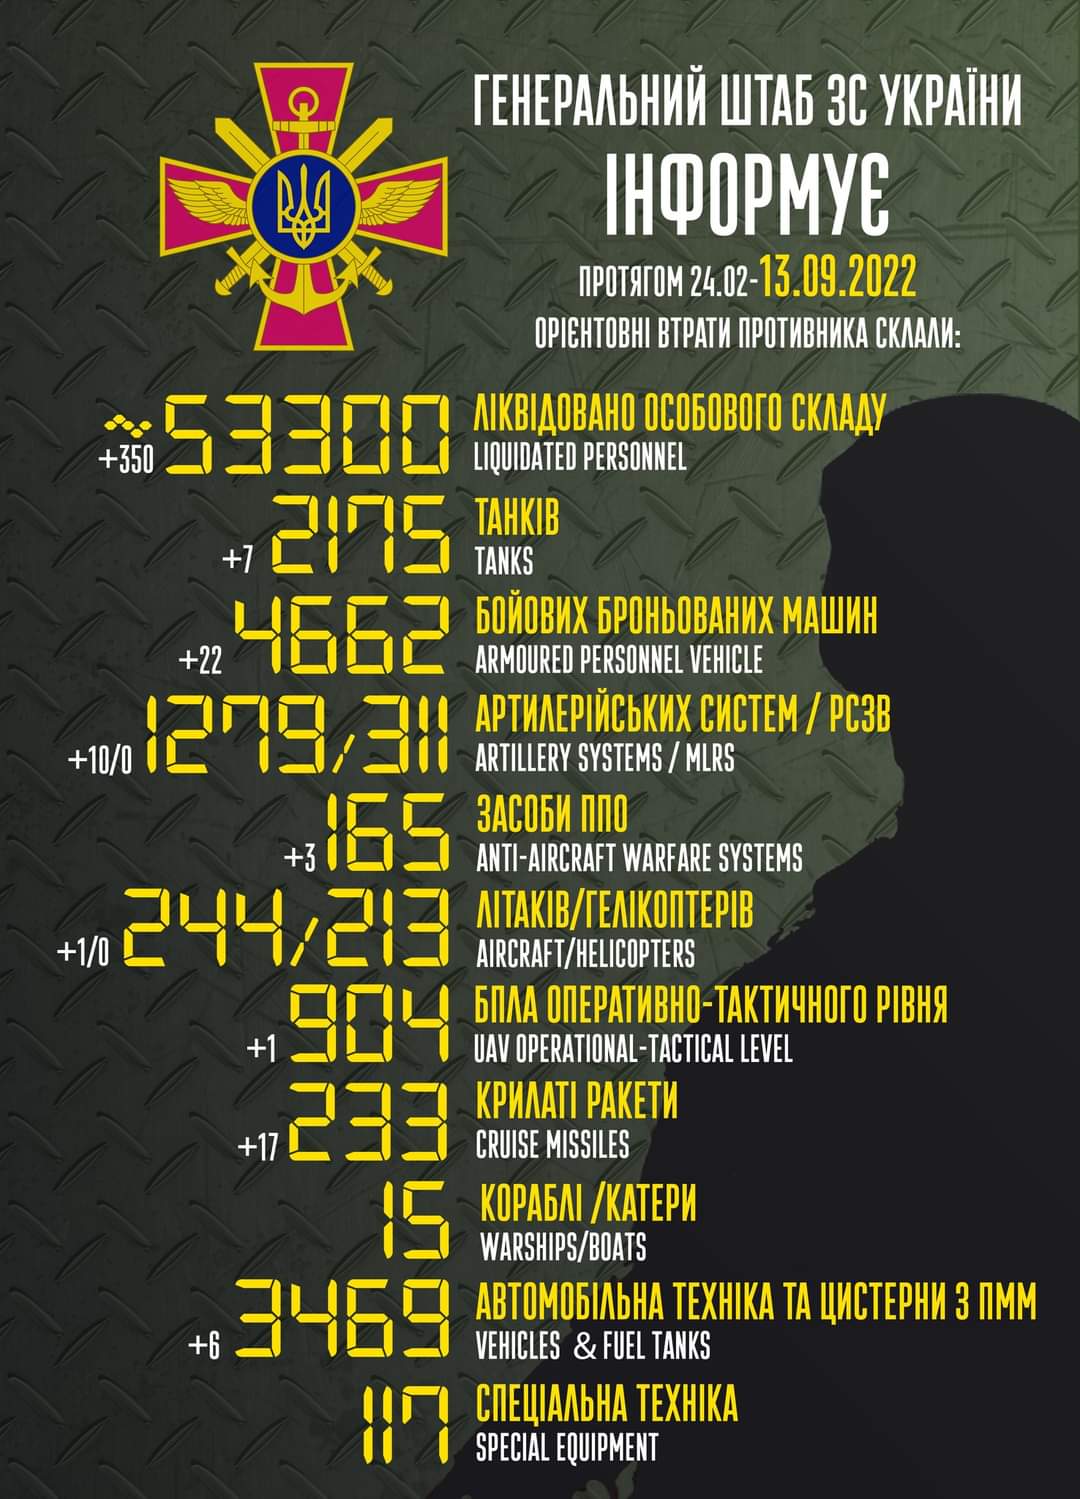 ГЕНЕРАЛЬНИЙ ШТАБ ЗС УКРАЇНИ
ІНФОРМУЄ
ПРОТЯГОМ 24.02-13.09.2022
ОРІЄНТОВНІ ВТРАТИ ПРОТИВНИКА СКЛАЛИ:
+350 ~53300 ЛІКВІДОВАНО ОСОБОВОГО СКЛАДУ
LIQUIDATED PERSONNEL
+7 2175 ТАНКІВ
TANKS
+22 4662 БОЙОВИХ БРОНЬОВАНИХ МАШИН
ARMOURED PERSONNEL VEHICLE
+10/0 1279/311 АРТИЛЕРІЙСЬКИХ СИСТЕМ / РСЗВ
ARTILLERY SYSTEMS / MLRS
+3 165 ЗАСОБИ ППО
ANTI-AIRCRAFT WARFARE SYSTEMS
+1/0 244/213 ЛІТАКІВ/ГЕЛІКОПТЕРІВ
AIRCRAFT/HELICOPTERS
+1 904 БПЛА ОПЕРАТИВНО-ТАКТИЧНОГО РІВНЯ
UAV OPERATIONAL-TACTICAL LEVEL
+17 233 КРИЛАТІ РАКЕТИ
CRUISE MISSILES
15 КОРАБЛІ /КАТЕРИ
WARSHIPS/BOATS
+6 3469 АВТОМОБІЛЬНА ТЕХНІКА ТА ЦИСТЕРНИ З ПММ
VEHICLES & FUEL TANKS
117 СПЕЦІАЛЬНА ТЕХНІКА
SPECIAL EQUIPMENT